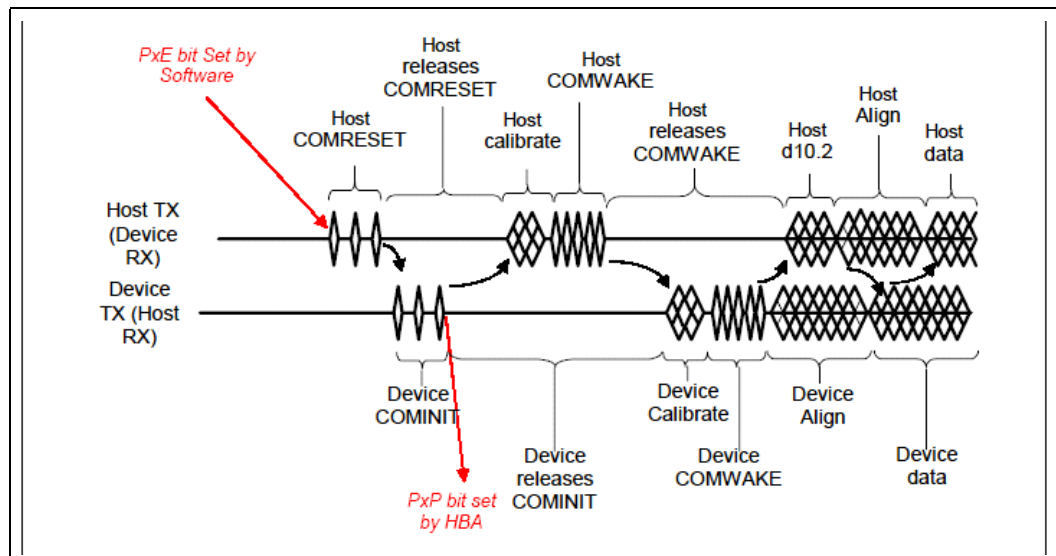 PxE bit Set by
Software
Host
COMRESET
Host
releases
COMRESET
Host
calibrate
Host
COMWAKE
Host
releases
COMWAKE
Host
d10.2
Host
Align
Host
data
Host TX
(Device
RX)
Device
TX (Host
RX)
Device
COMINIT
PxP bit set
by HBA
Device
releases
COMINIT
Device
Calibrate
Device
COMWAKE
Device
Align
Device
data